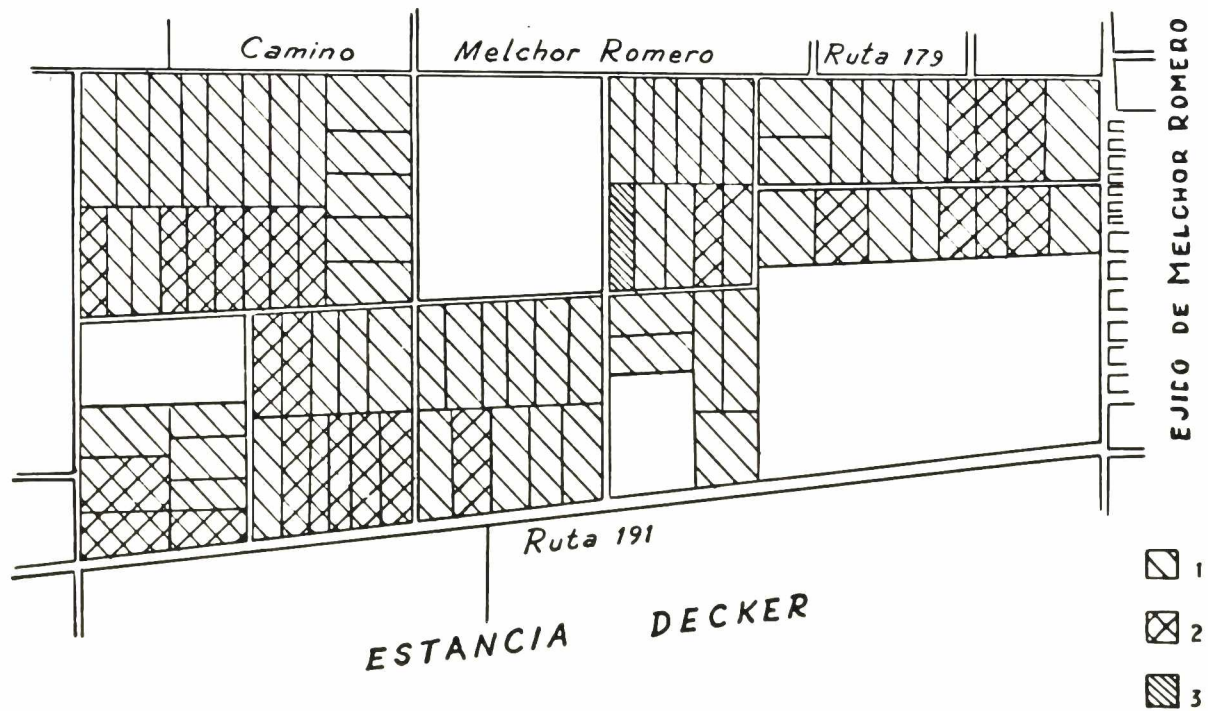 Camino Melchor Romero Ruta 179
EJIDO DE MELCHOR ROMERO
Ruta 191
ESTANCIA DECKER
1
2
3